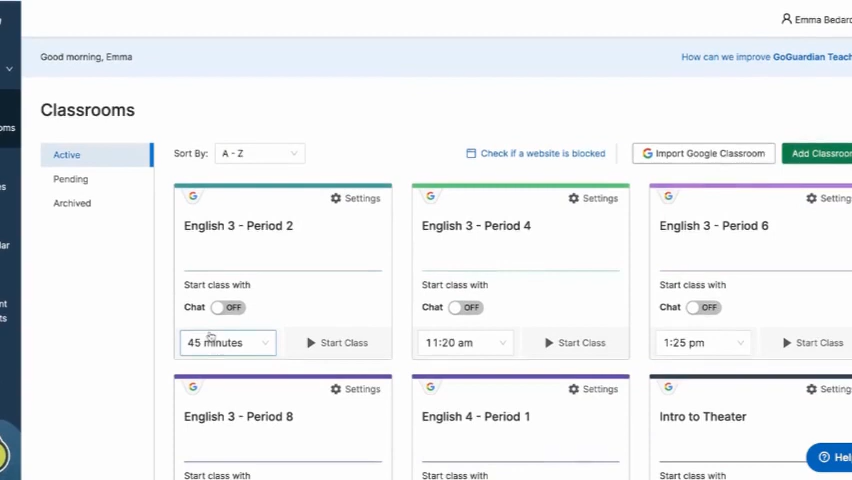 Emma Bedard
Good morning, Emma
How can we improve GoGuardian Teach
Classrooms
Active
Pending
Archived
Sort By: A - Z
Check if a website is blocked
Import Google Classroom
Add Classroom
Settings
English 3 - Period 2
Start class with
Chat OFF
45 minutes
Start Class
Settings
English 3 - Period 4
Start class with
Chat OFF
11:20 am
Start Class
Settings
English 3 - Period 6
Start class with
Chat OFF
1:25 pm
Start Class
Settings
English 3 - Period 8
Start class with
Settings
English 4 - Period 1
Start class with
Settings
Intro to Theater
Start class with
Hel